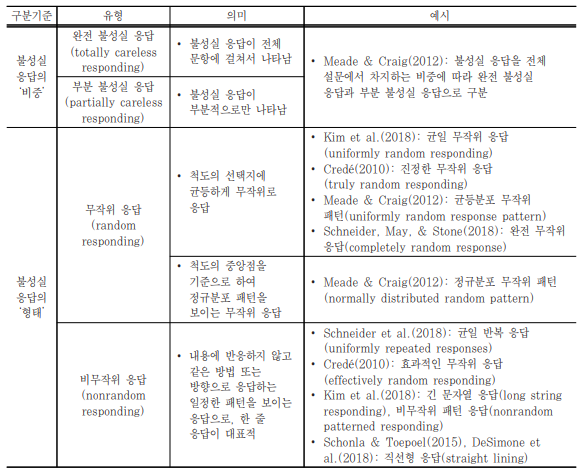 구분기준 유형 의미 예시
불성실
응답의
'비중'
완전 불성실 응답
(totally careless
responding)
• 불성실 응답이 전체
문항에 걸쳐서 나타남
부분 불성실 응답
(partially careless
responding)
• 불성실 응답이
부분적으로만 나타남
• Meade & Craig(2012): 불성실 응답을 전체
설문에서 차지하는 비중에 따라 완전 불성실
응답과 부분 불성실 응답으로 구분
불성실
응답의
'형태'
무작위 응답
(random
responding)
• 척도의 선택지에
균등하게 무작위로
응답
• Kim et al.(2018): 균일 무작위 응답
(uniformly random responding)
• Credé(2010): 진정한 무작위 응답
(truly random responding)
• Meade & Craig(2012): 균등분포 무작위
패턴(uniformly random response pattern)
• Schneider, May, & Stone(2018): 완전 무작위
응답(completely random response)
• 척도의 중앙점을
기준으로 하여
정규분포 패턴을
보이는 무작위 응답
• Meade & Craig(2012): 정규분포 무작위 패턴
(normally distributed random pattern)
비무작위 응답
(nonrandom
responding)
• 내용에 반응하지 않고
같은 방법 또는
방향으로 응답하는
일정한 패턴을 보이는
응답으로, 한 줄
응답이 대표적
• Schneider et al.(2018): 균일 반복 응답
(uniformly repeated responses)
• Credé(2010): 효과적인 무작위 응답
(effectively random responding)
• Kim et al.(2018): 긴 문자열 응답(long string
responding), 비무작위 패턴 응답(nonrandom
patterned responding)
• Schonla & Toepoel(2015), DeSimone et
al.(2018): 직선형 응답(straight lining)